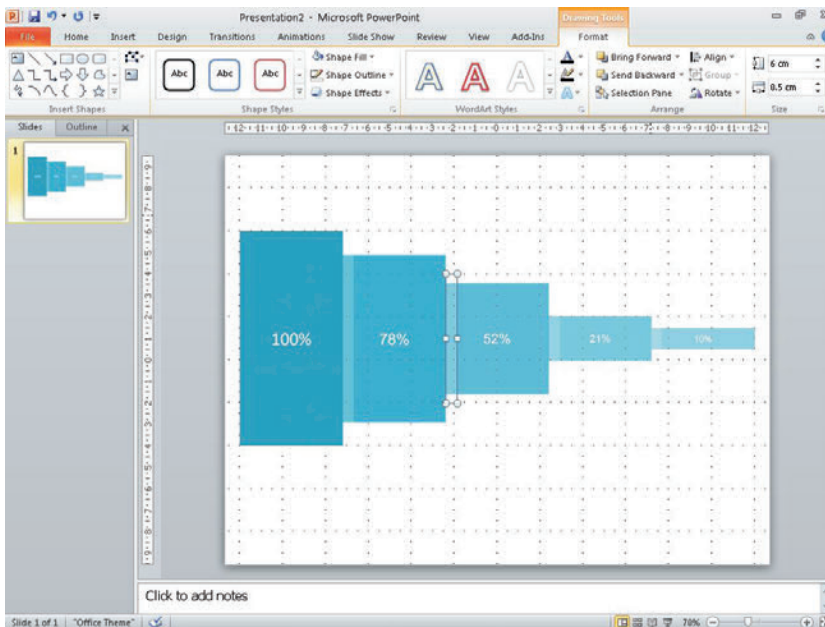 Presentation2 - Microsoft PowerPoint
Drawing Tools
File Home Insert Design Transitions Animations Slide Show Review View Add-Ins Format
Abc Abc Abc
Shape Fill
Shape Outline
Shape Effects
A A A
A
A
Bring Forward
Send Backward
Selection Pane
Align
Group
Rotate
6 cm
0.5 cm
Insert Shapes Shape Styles WordArt Styles Arrange Size
Slides Outline
1
100% 78% 52% 21% 10%
Click to add notes
Slide 1 of 1 "Office Theme" 70%